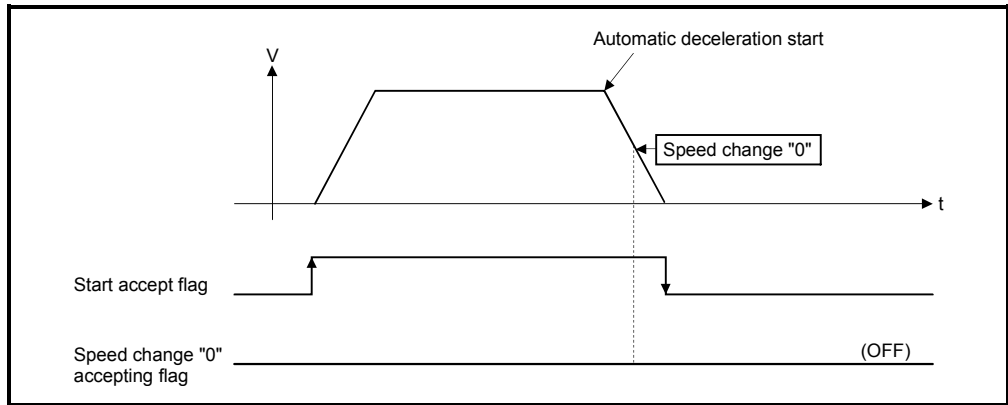 Automatic deceleration start
V
Speed change "0"
t
Start accept flag
Speed change "0"
accepting flag
(OFF)